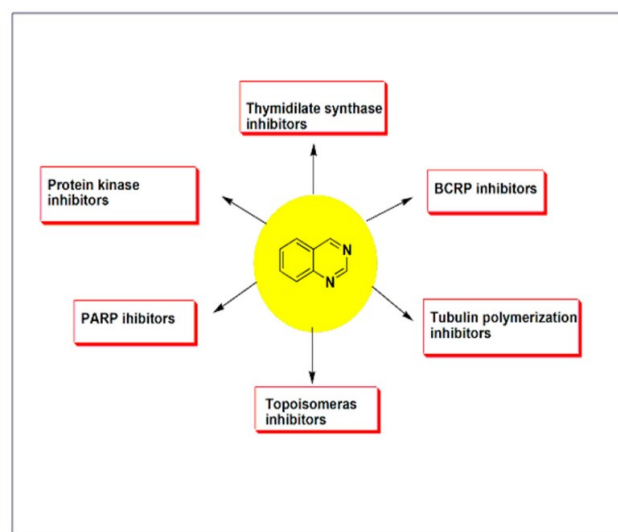 Thymidilate synthase
inhibitors
Protein kinase
inhibitors
BCRP inhibitors
N
N
PARP ihibitors
Tubulin polymerization
inhibitors
Topoisomeras
inhibitors